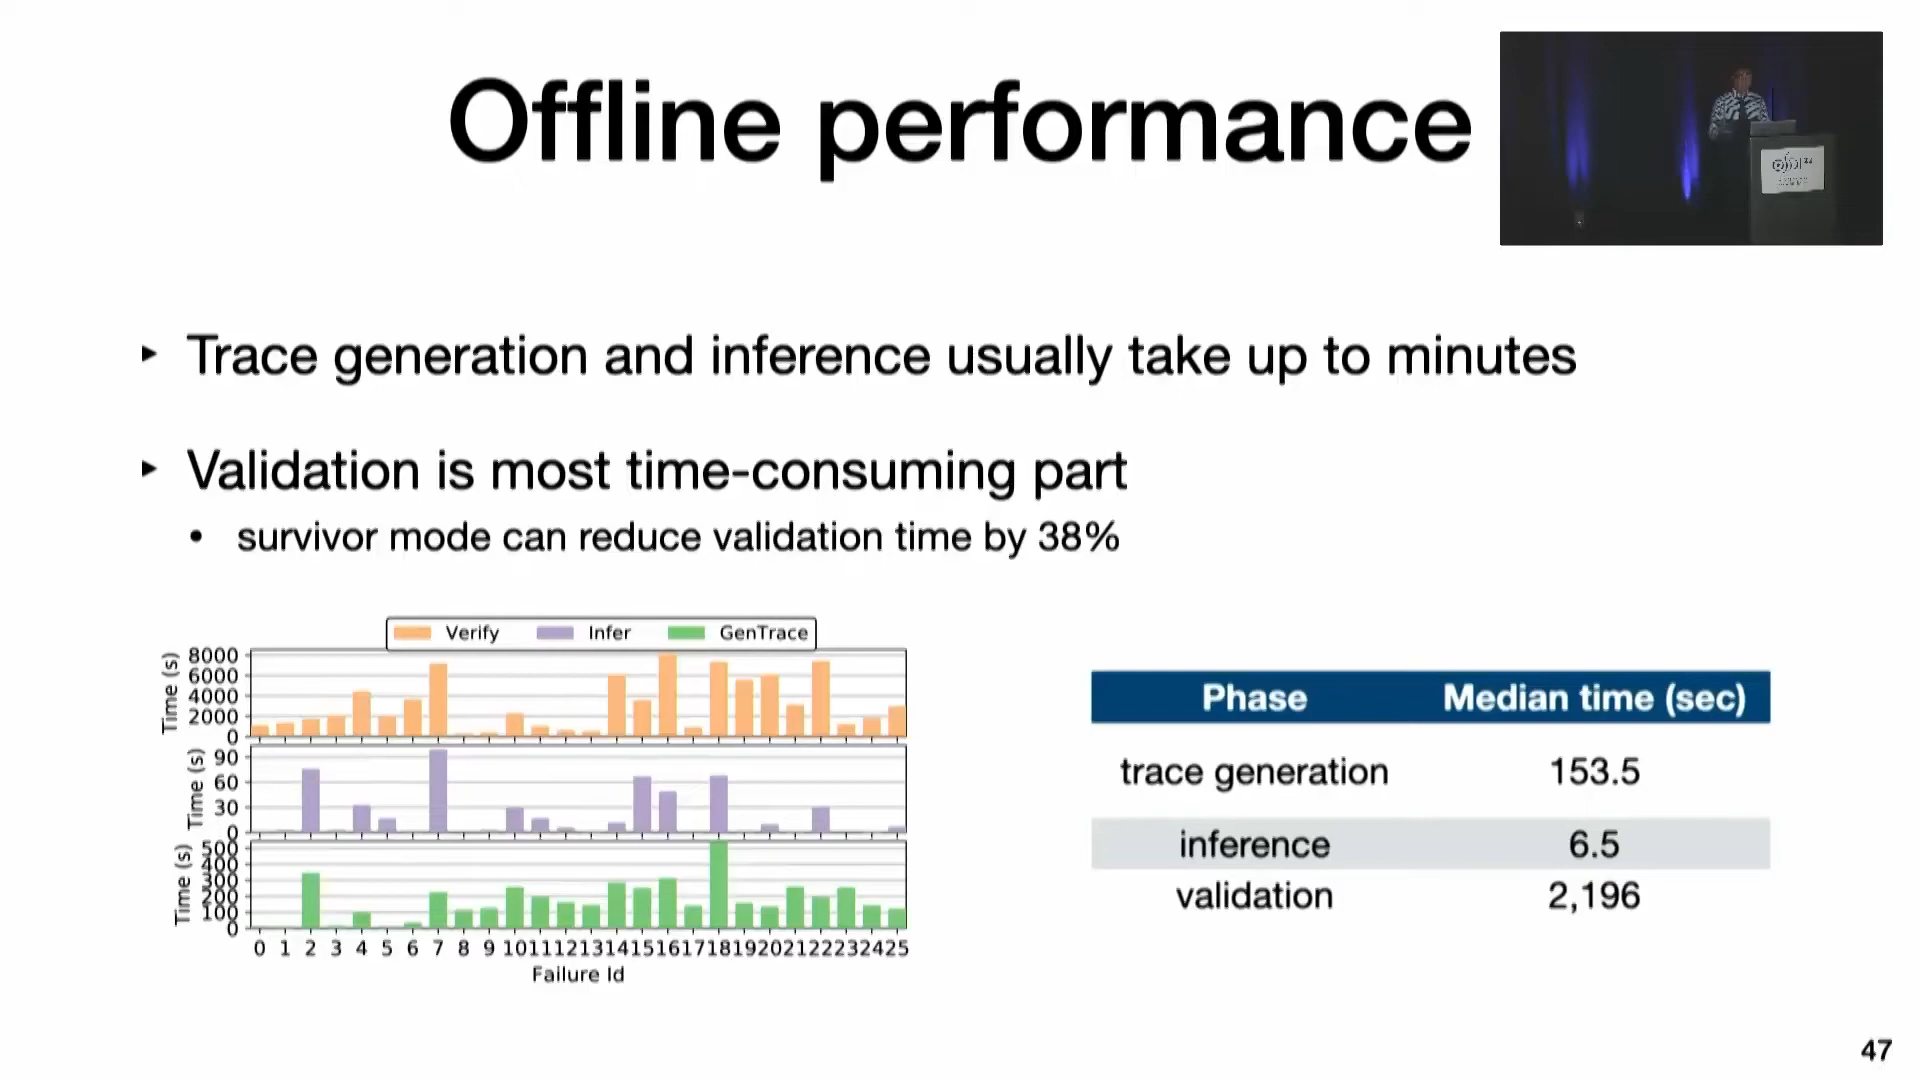 Offline performance
‣ Trace generation and inference usually take up to minutes
‣ Validation is most time-consuming part
• survivor mode can reduce validation time by 38%
Verify Infer GenTrace
Time (s)
8000
6000
4000
2000
0
Time (s)
90
60
30
0
Time (s)
500
400
300
200
100
0
0 1 2 3 4 5 6 7 8 9 10 11 12 13 14 15 16 17 18 19 20 21 22 23 24 25
Failure Id
Phase Median time (sec)
trace generation 153.5
inference 6.5
validation 2,196
47